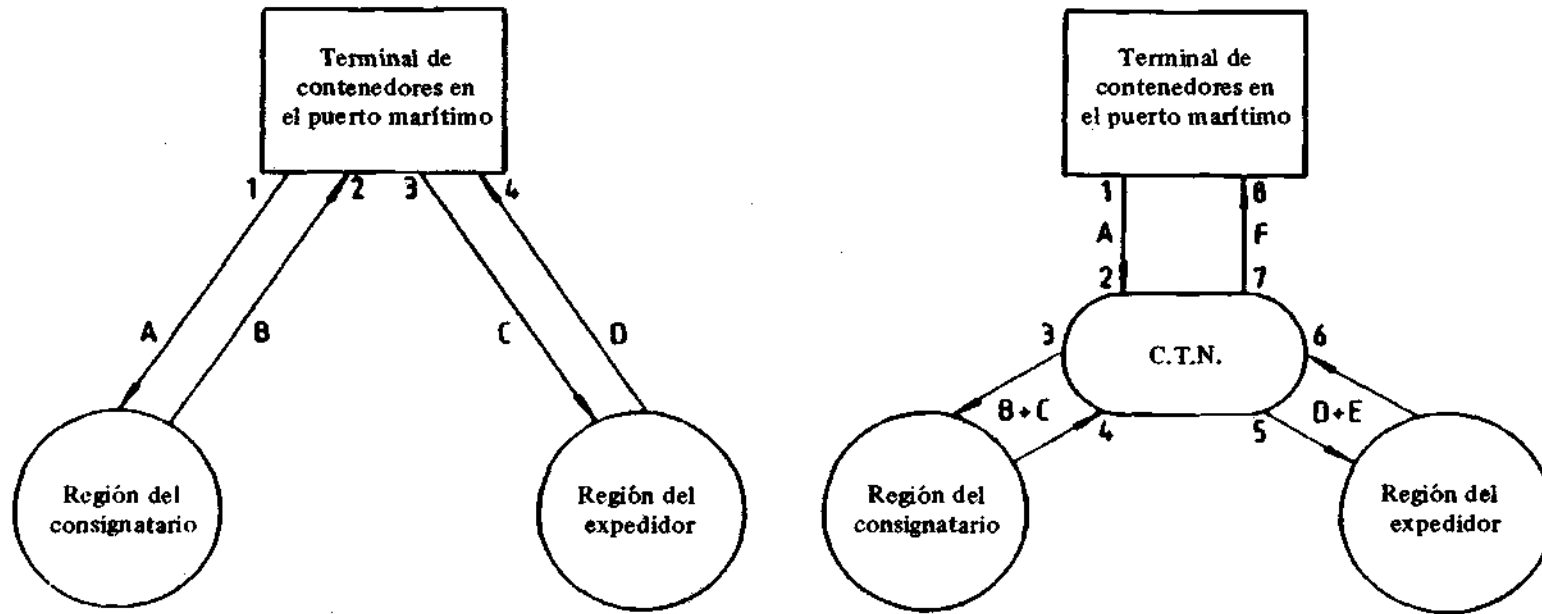 Terminal de
contenedores en
el puerto marítimo
1
2
3
4
A
B
C
D
Región del
consignatario
Región del
expedidor
Terminal de
contenedores en
el puerto marítimo
1
8
A
F
2
7
3
C.T.N.
6
B+C
4
5
D+E
Región del
consignatario
Región del
expedidor